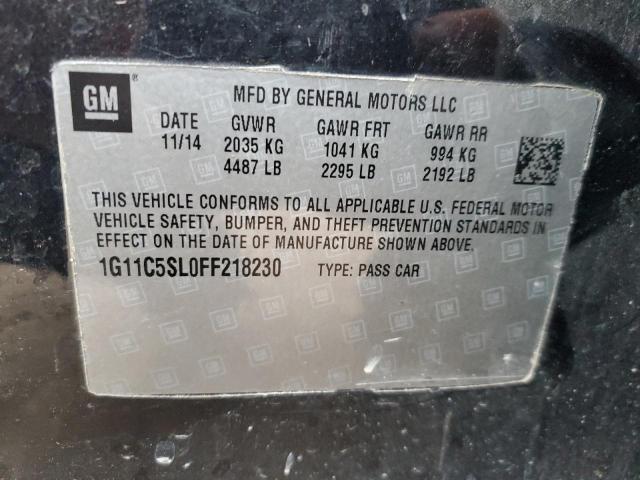 GM ®
MFD BY GENERAL MOTORS LLC
DATE GVWR GAWR FRT GAWR RR
11/14 2035 KG 1041 KG 994 KG
4487 LB 2295 LB 2192 LB
THIS VEHICLE CONFORMS TO ALL APPLICABLE U.S. FEDERAL MOTOR
VEHICLE SAFETY, BUMPER, AND THEFT PREVENTION STANDARDS IN
EFFECT ON THE DATE OF MANUFACTURE SHOWN ABOVE.
1G11C5SL0FF218230 TYPE: PASS CAR